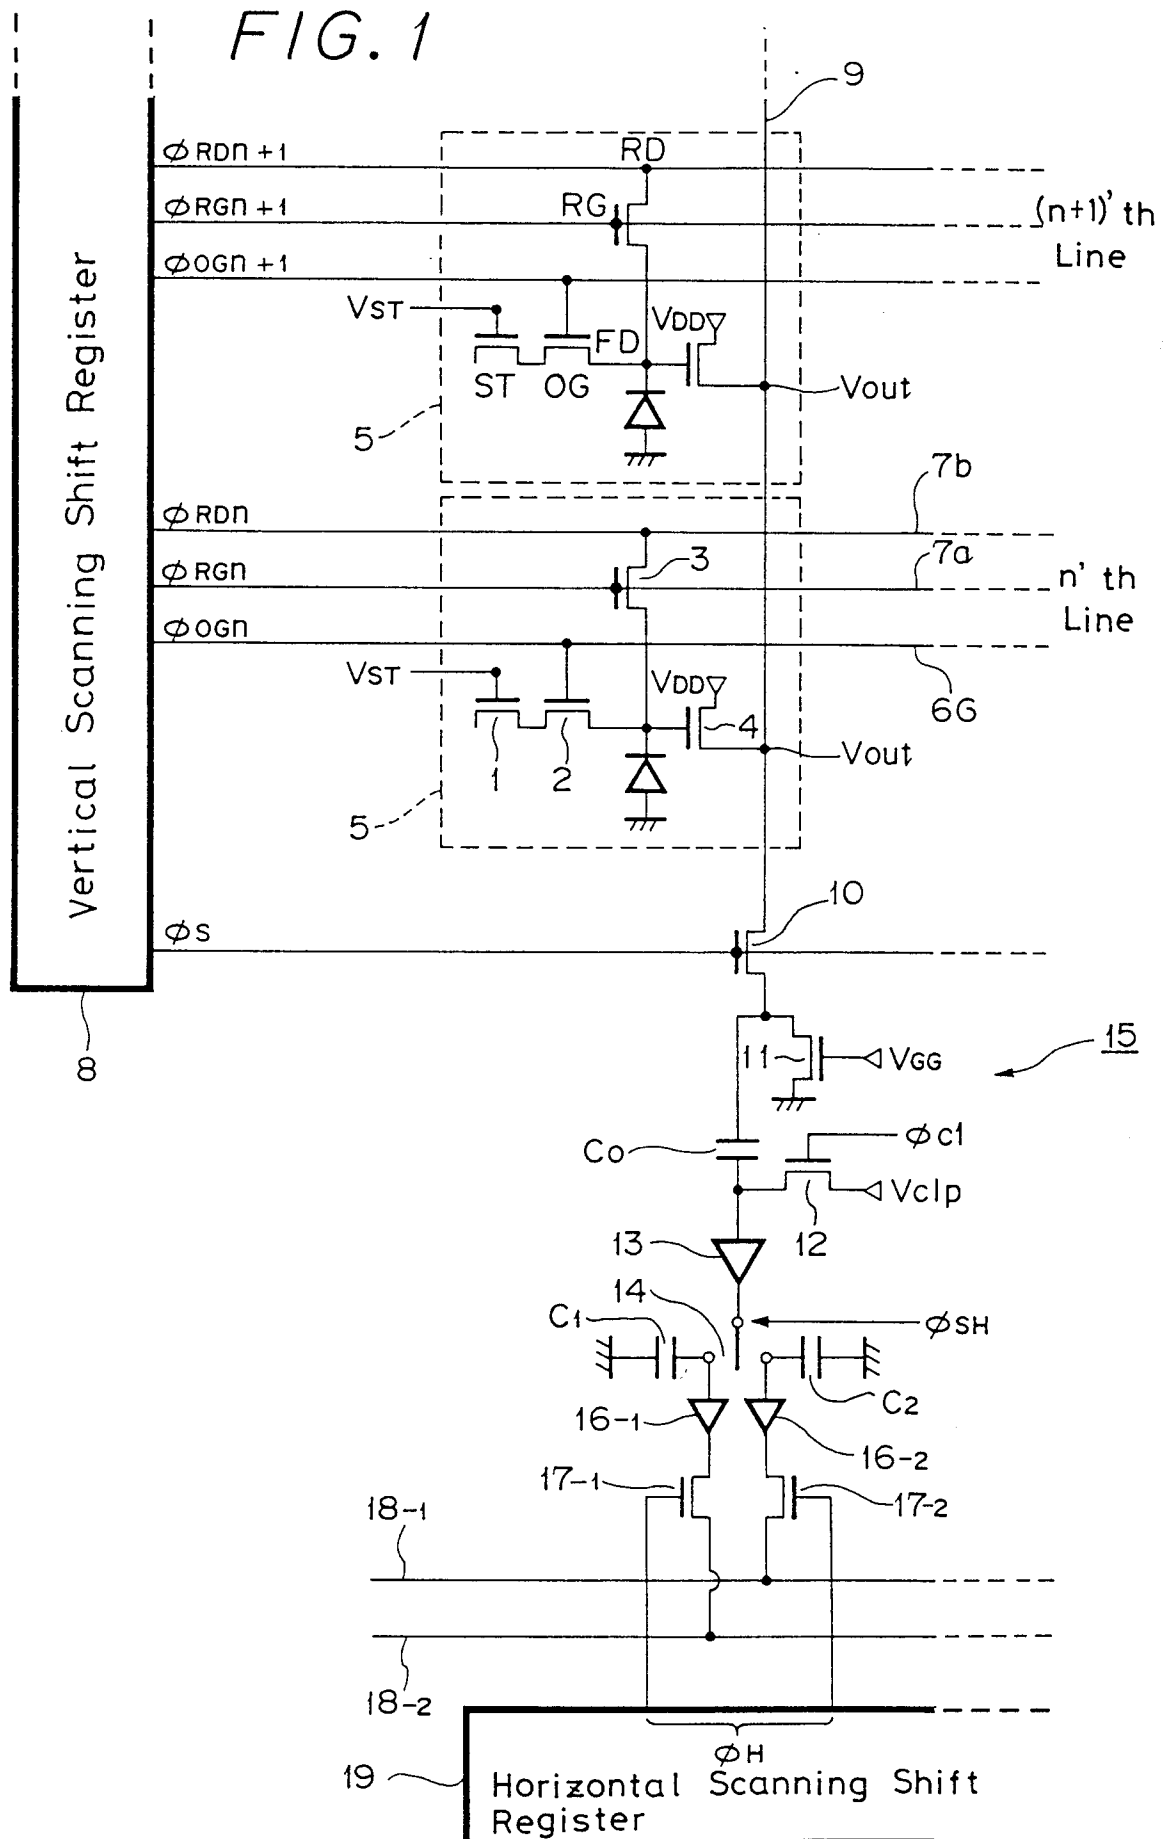 FIG. 1
9
φRDn+1
RD
φRGn+1
RG
(n+1)'th
Line
φOGn+1
VST
VDD
FD
ST
OG
Vout
5
7b
φRDn
3
7a
φRGn
n'th
Line
φOGn
VST
VDD
6G
4
1
2
Vout
5
Vertical Scanning Shift Register
10
φS
8
11
VGG
15
φC1
Co
Vclp
12
13
14
C1
φSH
C2
16-1
16-2
17-1
17-2
18-1
18-2
φH
19
Horizontal Scanning Shift
Register